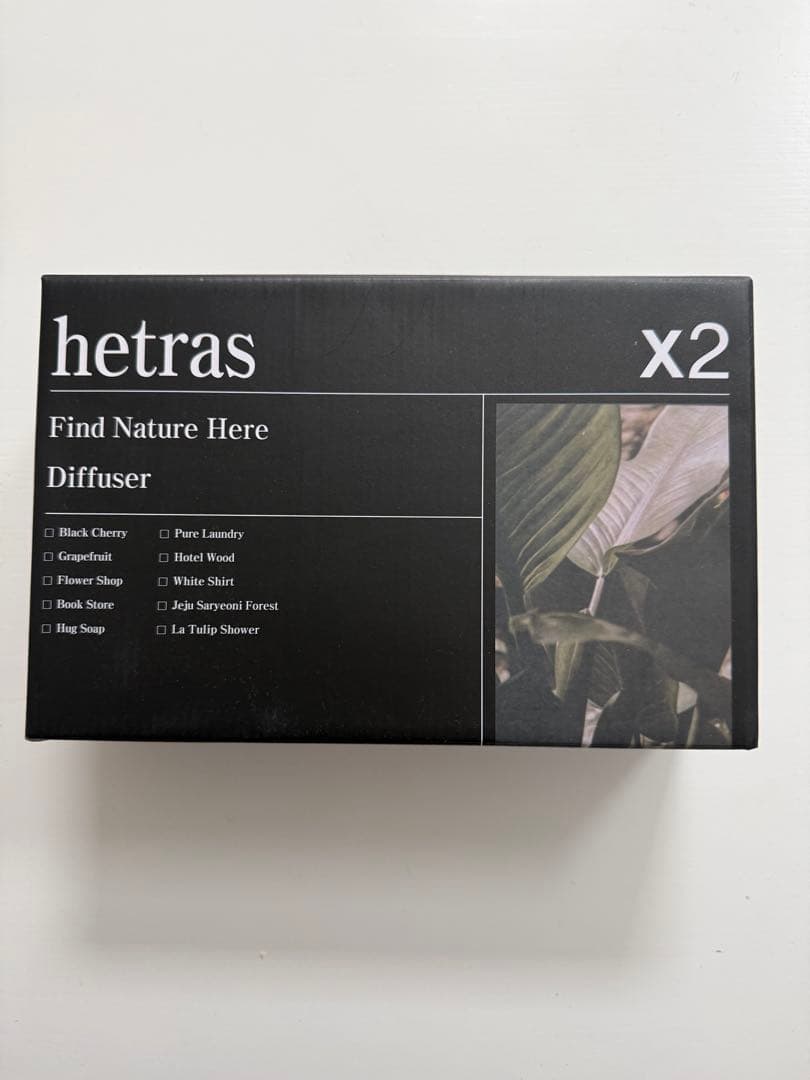 hetras
x2
Find Nature Here
Diffuser
☐ Black Cherry
☐ Grapefruit
☐ Flower Shop
☐ Book Store
☐ Hug Soap
☐ Pure Laundry
☐ Hotel Wood
☐ White Shirt
☐ Jeju Saryeoni Forest
☐ La Tulip Shower